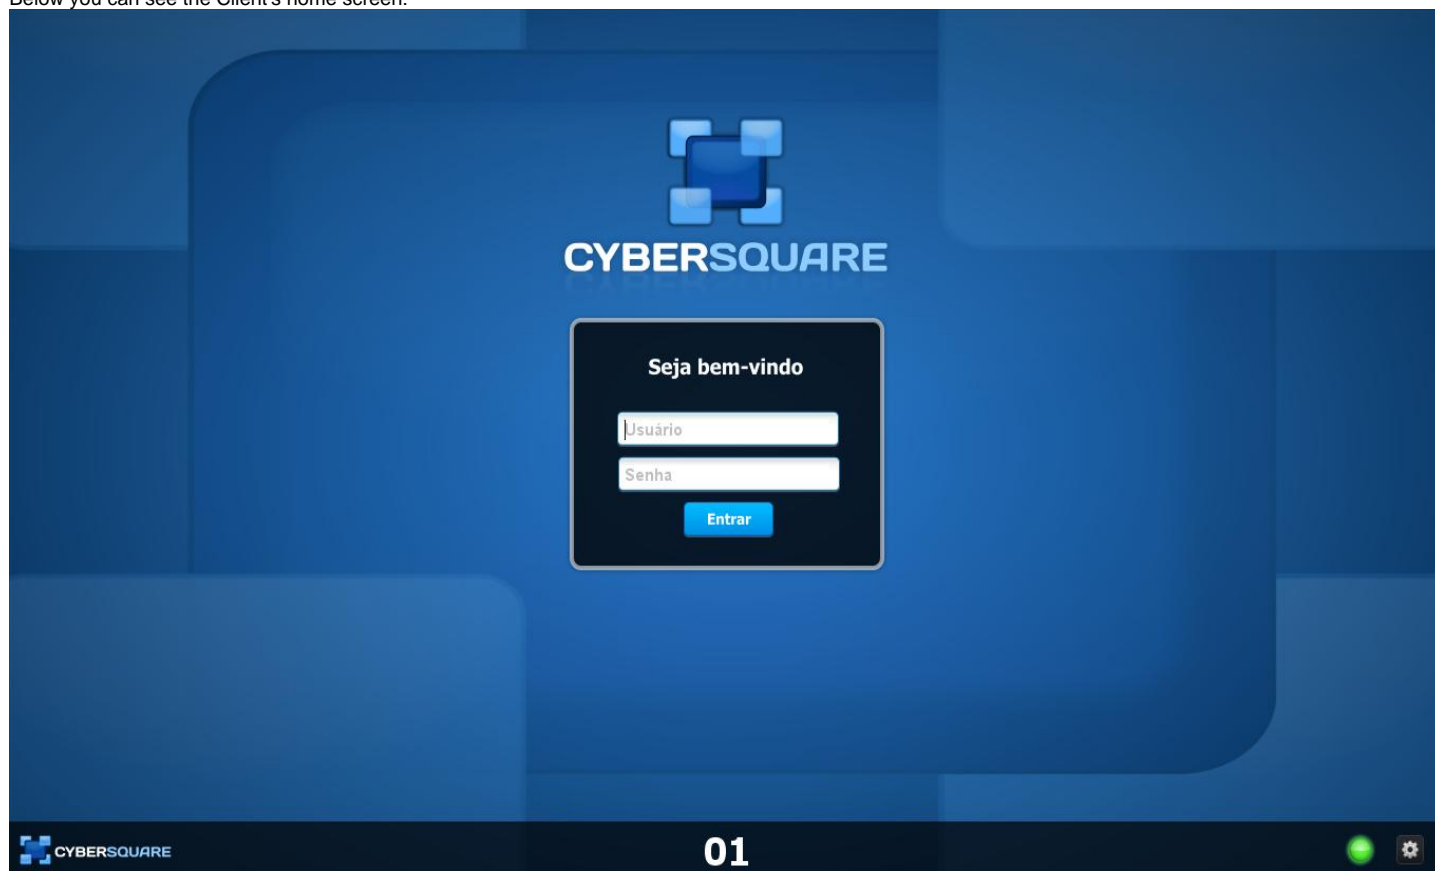 Below you can see the Client's home screen:
CYBERSQUARE
Seja bem-vindo
Usuário
Senha
Entrar
CYBERSQUARE
01